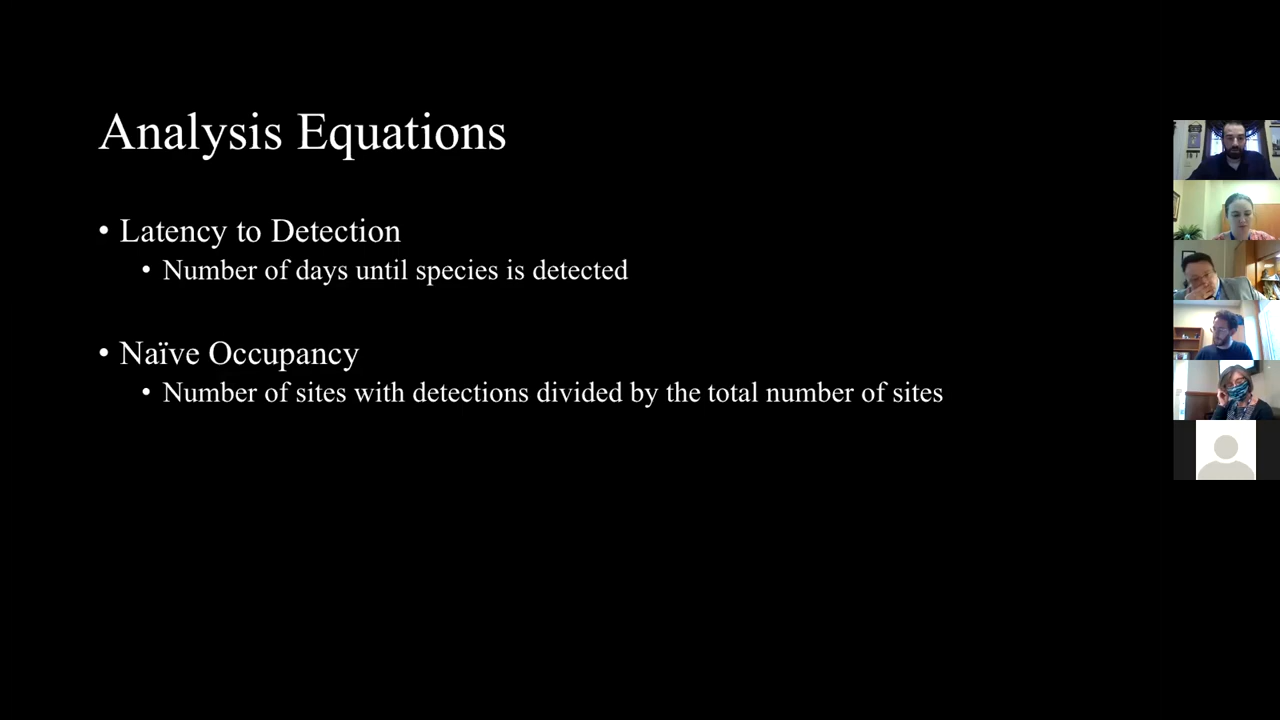 Analysis Equations
• Latency to Detection
• Number of days until species is detected
• Naïve Occupancy
• Number of sites with detections divided by the total number of sites